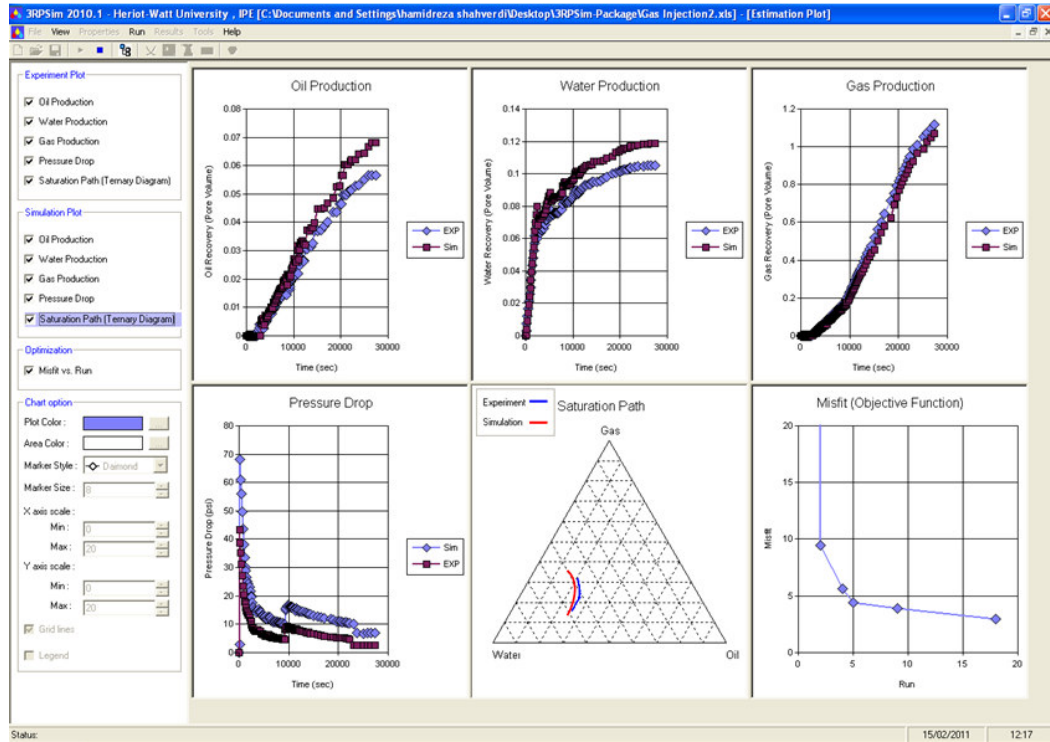 3RPSim 2010.1 - Heriot-Watt University , IPE [C:\Documents and Settings\hamidreza shahverdi\Desktop\3RPSim-Package\Gas Injection2.xls] - [Estimation Plot]
File View Properties Run Results Tools Help
Experiment Plot
Oil Production
Water Production
Gas Production
Pressure Drop
Saturation Path (Ternary Diagram)
Simulation Plot
Oil Production
Water Production
Gas Production
Pressure Drop
Saturation Path (Ternary Diagram)
Optimization
Misfit vs. Run
Chart option
Plot Color :
Area Color :
Marker Style : Daimond
Marker Size : 8
X axis scale :
Min : 0
Max : 20
Y axis scale :
Min : 0
Max : 20
Grid lines
Legend
Oil Production
Oil Recovery (Pore Volume)
0.08
0.07
0.06
0.05
0.04
0.03
0.02
0.01
0
0 10000 20000 30000
Time (sec)
EXP
Sim
Water Production
Water Recovery (Pore Volume)
0.14
0.12
0.10
0.08
0.06
0.04
0.02
0
0 10000 20000 30000
Time (sec)
EXP
Sim
Gas Production
Gas Recovery (Pore Volume)
1.2
1
0.8
0.6
0.4
0.2
0
0 10000 20000 30000
Time (sec)
EXP
Sim
Pressure Drop
Pressure Drop (psi)
80
70
60
50
40
30
20
10
0
0 10000 20000 30000
Time (sec)
Sim
EXP
Experiment
Simulation
Saturation Path
Gas
Water
Oil
Misfit (Objective Function)
Misfit
20
15
10
5
0
0 5 10 15 20
Run
Status:
15/02/2011
12:17